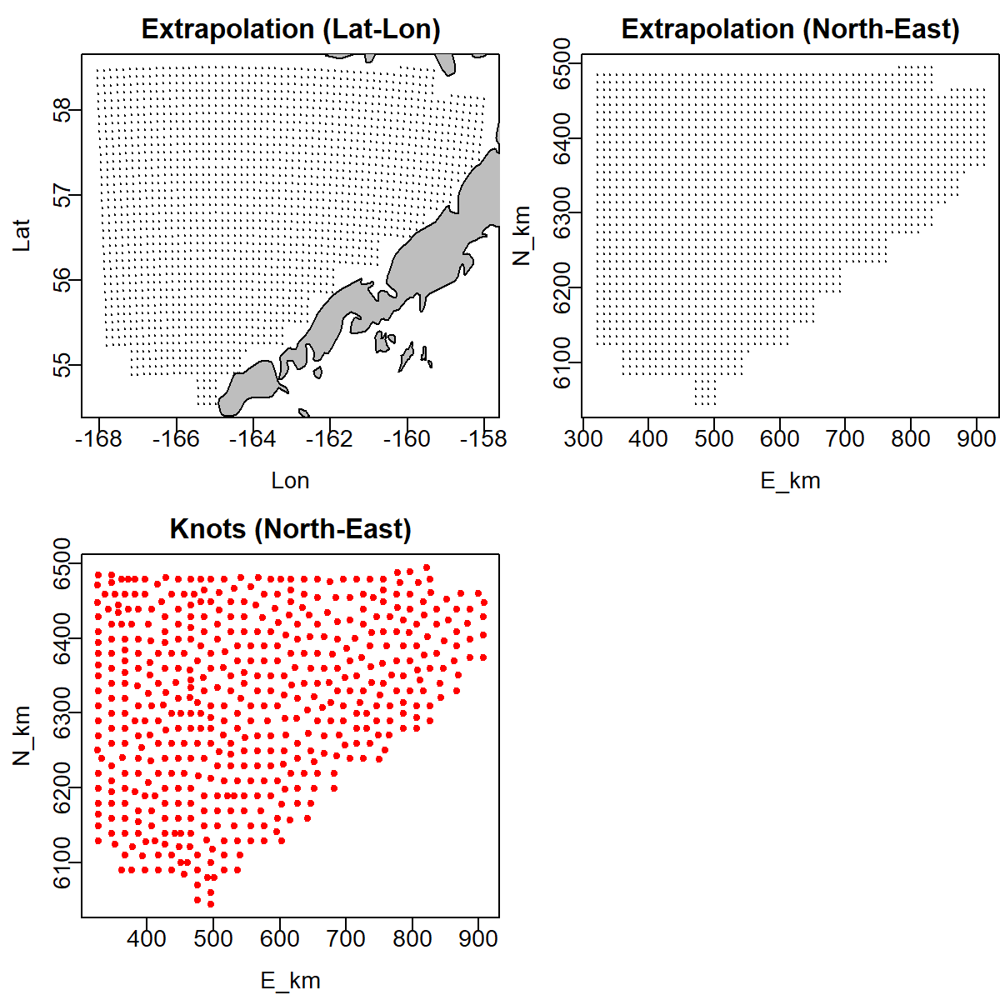 Extrapolation (Lat-Lon)
Lat
58
57
56
55
-168 -166 -164 -162 -160 -158
Lon
Extrapolation (North-East)
N_km
6500
6400
6300
6200
6100
300 400 500 600 700 800 900
E_km
Knots (North-East)
N_km
6500
6400
6300
6200
6100
400 500 600 700 800 900
E_km